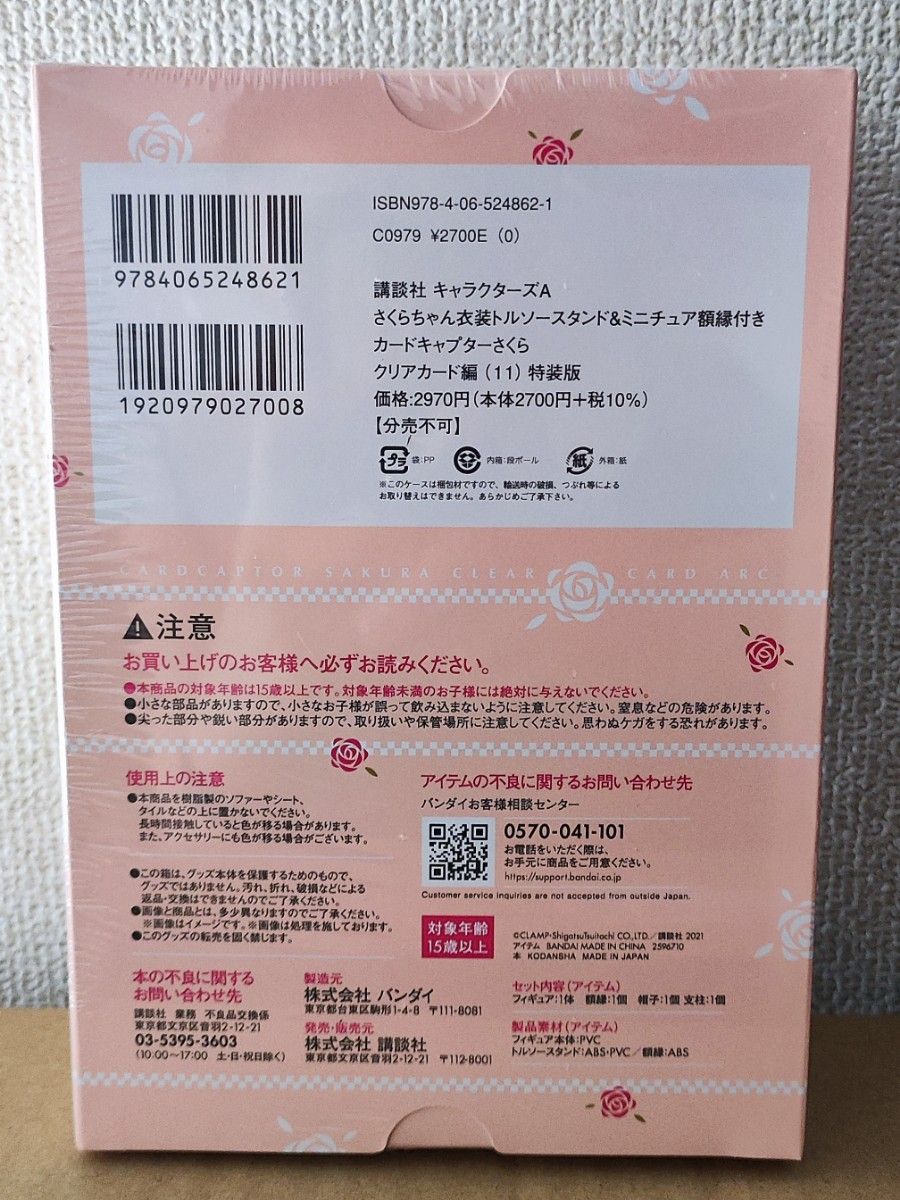 ISBN978-4-06-524862-1
C0979 ¥2700E (0)
9784065248621
1920979027008
講談社 キャラクターズA
さくらちゃん衣装トルソースタンド&ミニチュア額縁付き
カードキャプターさくら
クリアカード編（11）特装版
価格:2970円（本体2700円＋税10％）
【分売不可】
プラ 袋:PP 内箱:段ボール 紙 外箱:紙
※このケースは梱包材ですので、輸送時の破損、つぶれ等による
お取り替えはできません。あらかじめご了承下さい。
CARDCAPTOR SAKURA CLEAR CARD ARC
注意
お買い上げのお客様へ必ずお読みください。
●本商品の対象年齢は15歳以上です。対象年齢未満のお子様には絶対に与えないでください。
●小さな部品がありますので、小さなお子様が誤って飲み込まないように注意してください。窒息などの危険があります。
●尖った部分や鋭い部分がありますので、取り扱いや保管場所に注意してください。思わぬケガをする恐れがあります。
使用上の注意
●本商品を樹脂製のソファーやシート、
タイルなどの上に置かないでください。
長時間接触していると色が移る場合があります。
また、アクセサリーにも色が移る場合がございます。
●この箱は、グッズ本体を保護するためのもので、
グッズではありません。汚れ、折れ、破損などによる
返品・交換はできませんのでご了承ください。
●画像と商品とは、多少異なりますのでご了承ください。
※画像はイメージです。※画像は処理を施しております。
●このグッズの転売を固く禁じます。
アイテムの不良に関するお問い合わせ先
バンダイお客様相談センター
0570-041-101
お電話をいただく際は、
お手元に商品をご用意ください。
https://support.bandai.co.jp
Customer service inquiries are not accepted from outside Japan.
対象年齢
15歳以上
©CLAMP・ShigatsuTsuitachi CO.,LTD./講談社 2021
アイテム BANDAI MADE IN CHINA 2596710
本 KODANSHA MADE IN JAPAN
本の不良に関する
お問い合わせ先
講談社 業務 不良品交換係
東京都文京区音羽2-12-21
03-5395-3603
(10:00〜17:00 土・日・祝日除く)
製造元
株式会社 バンダイ
東京都台東区駒形1-4-8 〒111-8081
発売・販売元
株式会社 講談社
東京都文京区音羽2-12-21 〒112-8001
セット内容（アイテム）
フィギュア:1体 額縁:1個 帽子:1個 支柱:1個
製品素材（アイテム）
フィギュア本体:PVC
トルソースタンド:ABS・PVC／額縁:ABS